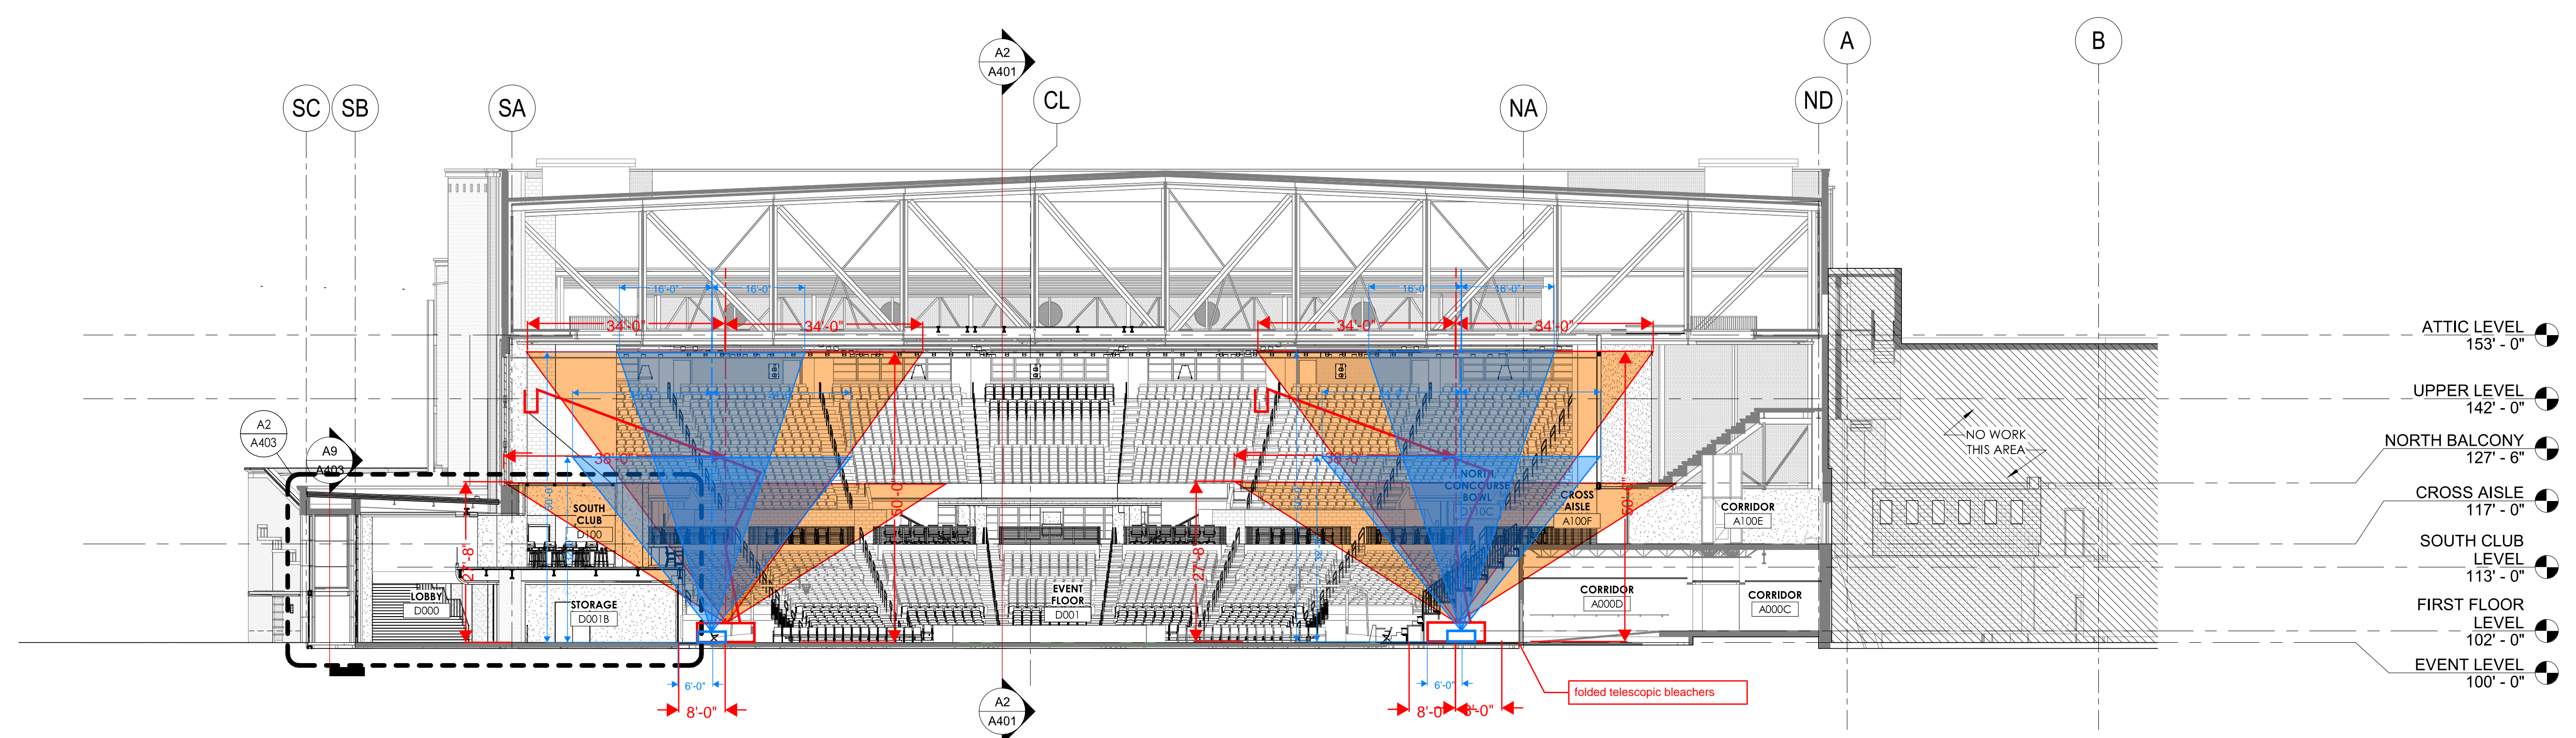 A2
A401
A
B
SC
SB
SA
CL
NA
ND
16'-0"
16'-0"
16'-0"
16'-0"
34'-0"
34'-0"
34'-0"
34'-0"
ATTIC LEVEL
153' - 0"
UPPER LEVEL
142' - 0"
NORTH BALCONY
127' - 6"
CROSS AISLE
117' - 0"
SOUTH CLUB
LEVEL
113' - 0"
FIRST FLOOR
LEVEL
102' - 0"
EVENT LEVEL
100' - 0"
A2
A403
A9
A403
NO WORK
THIS AREA
38'-0"
38'-0"
50'-0"
50'-0"
27'-8"
27'-8"
SOUTH
CLUB
D100
NORTH
CONCOURSE
BOWL
D110C
CROSS
AISLE
A100F
CORRIDOR
A100E
LOBBY
D000
STORAGE
D001B
EVENT
FLOOR
D001
CORRIDOR
A000D
CORRIDOR
A000C
6'-0"
8'-0"
6'-0"
8'-0"
8'-0"
folded telescopic bleachers
A2
A401